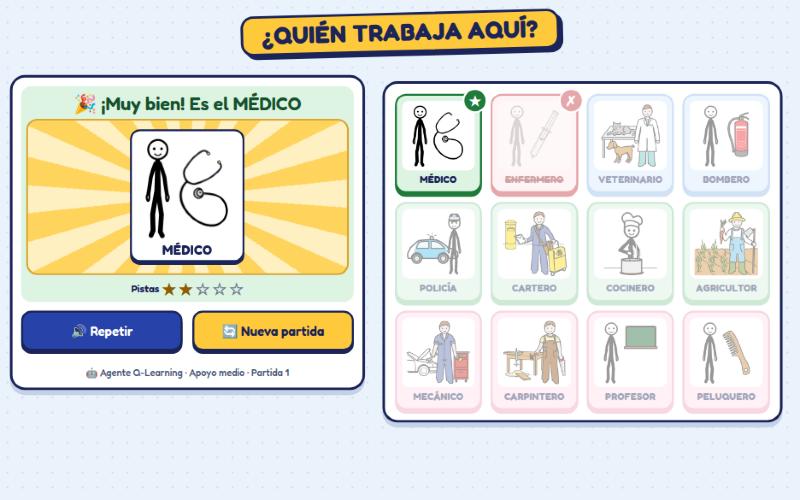 ¿QUIÉN TRABAJA AQUÍ?
🎉 ¡Muy bien! Es el MÉDICO
MÉDICO
Pistas ★★☆☆☆
🔊 Repetir
🔄 Nueva partida
🤖 Agente Q-Learning · Apoyo medio · Partida 1
MÉDICO
ENFERMERO
VETERINARIO
BOMBERO
POLICÍA
CARTERO
COCINERO
AGRICULTOR
MECÁNICO
CARPINTERO
PROFESOR
PELUQUERO